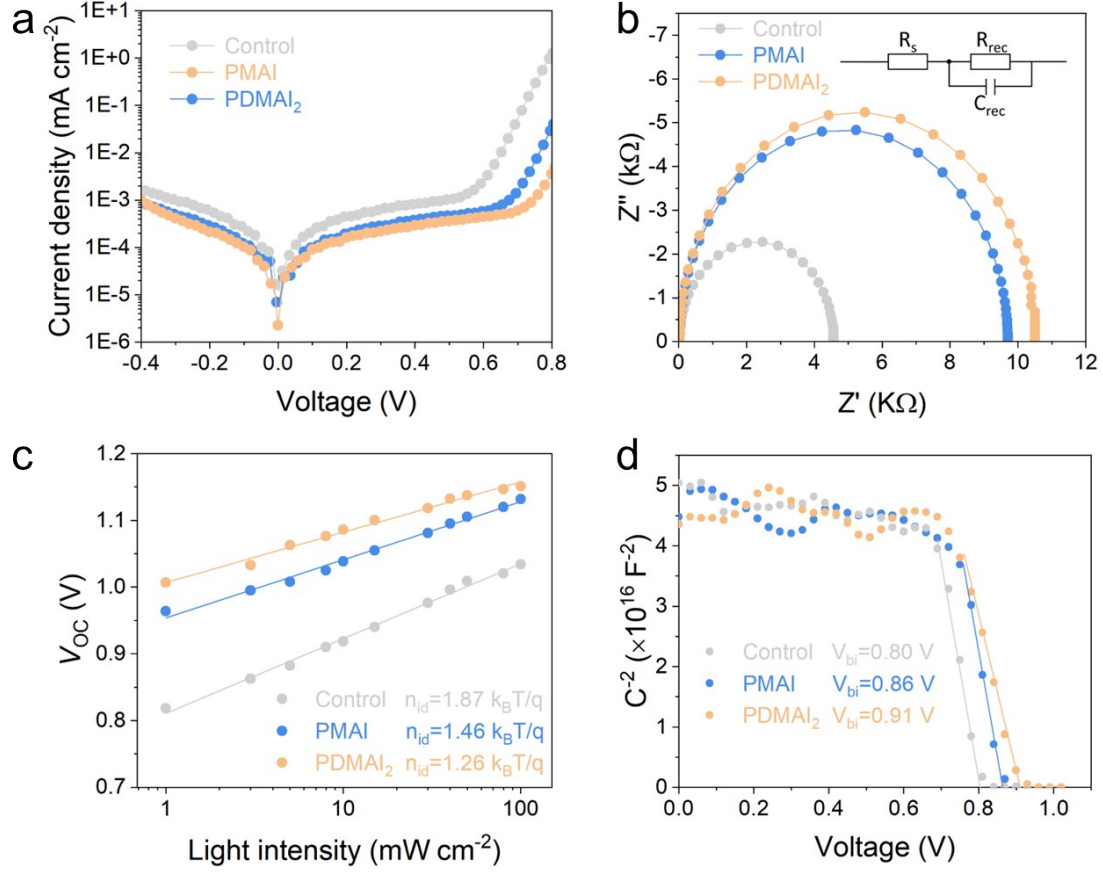 a
Current density (mA cm⁻²)
1E+1
1E+0
1E-1
1E-2
1E-3
1E-4
1E-5
1E-6
Control
PMAI
PDMAI₂
-0.4 -0.2 0.0 0.2 0.4 0.6 0.8
Voltage (V)
b
Z'' (kΩ)
-7
-6
-5
-4
-3
-2
-1
0
Control
PMAI
PDMAI₂
Rₛ R_rec
C_rec
0 2 4 6 8 10 12
Z' (KΩ)
c
V_OC (V)
1.2
1.1
1.0
0.9
0.8
0.7
Control n_id=1.87 k_BT/q
PMAI n_id=1.46 k_BT/q
PDMAI₂ n_id=1.26 k_BT/q
1 10 100
Light intensity (mW cm⁻²)
d
C⁻² (×10¹⁶ F⁻²)
5
4
3
2
1
0
Control V_bi=0.80 V
PMAI V_bi=0.86 V
PDMAI₂ V_bi=0.91 V
0.0 0.2 0.4 0.6 0.8 1.0
Voltage (V)